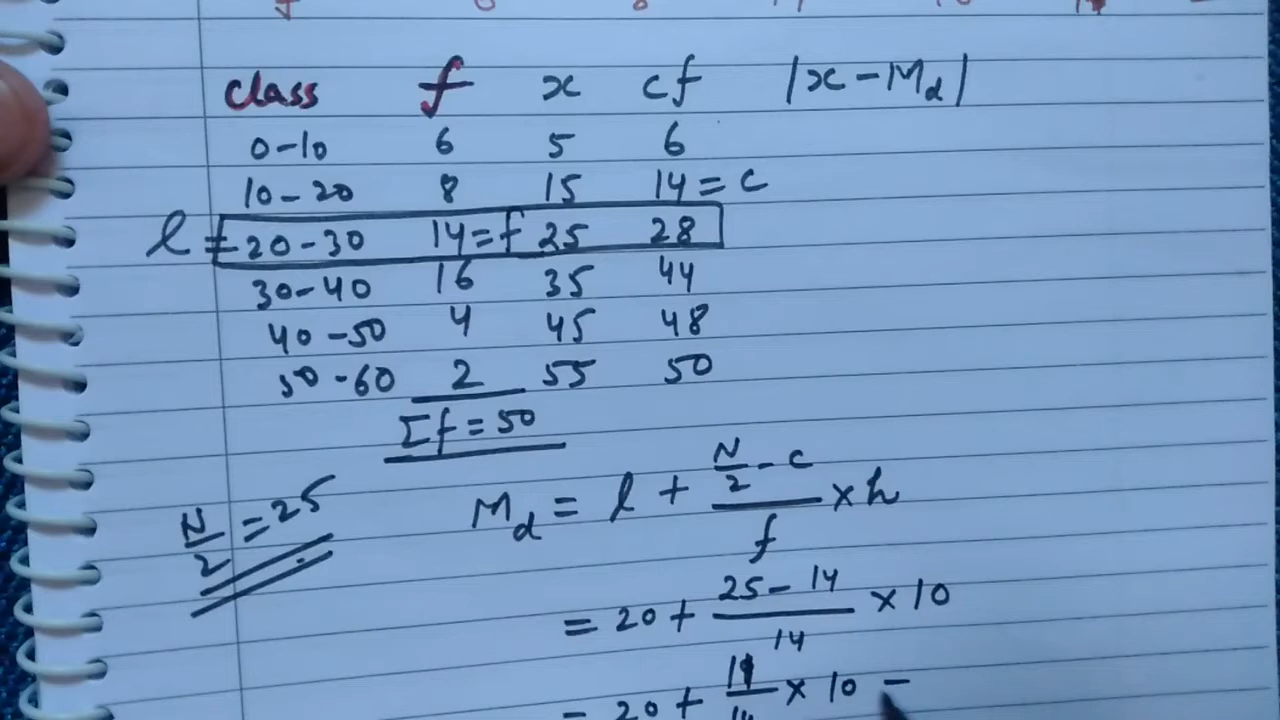 class f x cf |x - Md|
0-10 6 5 6
10-20 8 15 14 = c
l = 20-30 14 = f 25 28
30-40 16 35 44
40-50 4 45 48
50-60 2 55 50
Σf = 50
N/2 = 25
Md = l + (N/2 - c)/f × h
= 20 + (25 - 14)/14 × 10
= 20 + 11/14 × 10 =